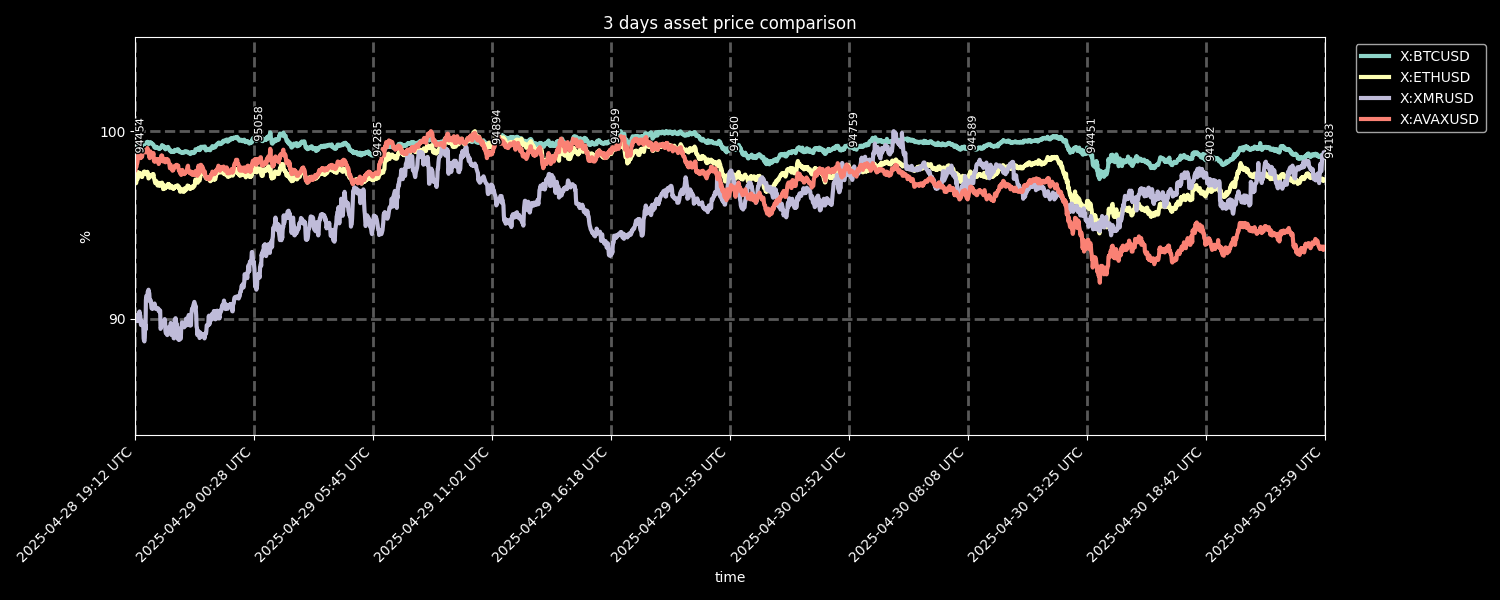 3 days asset price comparison
X:BTCUSD
X:ETHUSD
X:XMRUSD
X:AVAXUSD
100
90
%
94454
95058
94285
94894
94959
94560
94759
94589
94451
94032
94183
2025-04-28 19:12 UTC
2025-04-29 00:28 UTC
2025-04-29 05:45 UTC
2025-04-29 11:02 UTC
2025-04-29 16:18 UTC
2025-04-29 21:35 UTC
2025-04-30 02:52 UTC
2025-04-30 08:08 UTC
2025-04-30 13:25 UTC
2025-04-30 18:42 UTC
2025-04-30 23:59 UTC
time